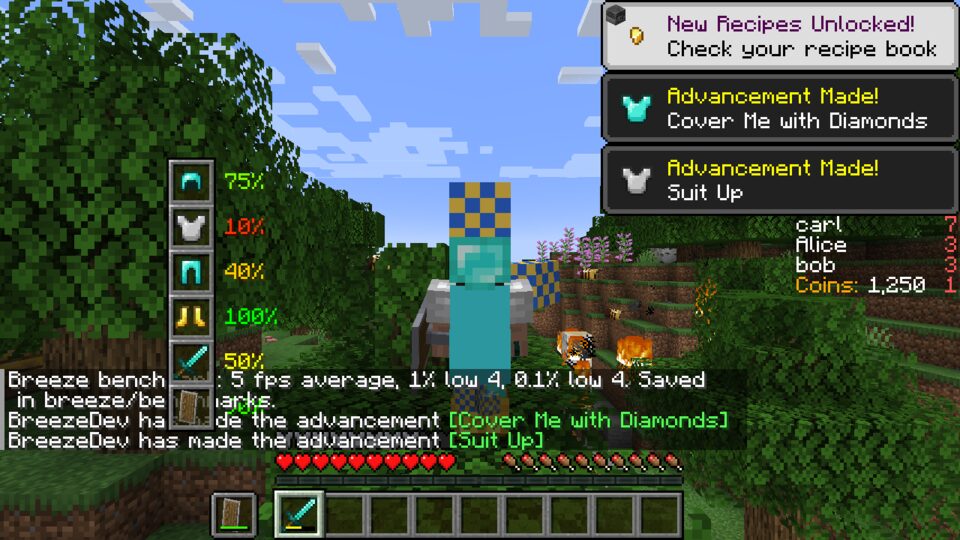 New Recipes Unlocked!
Check your recipe book
Advancement Made!
Cover Me with Diamonds
Advancement Made!
Suit Up
carl 7
Alice 3
bob 3
Coins: 1,250 1
75%
10%
40%
100%
50%
Breeze bench : 5 fps average, 1% low 4, 0.1% low 4. Saved
in breeze/be marks.
BreezeDev ha de the advancement [Cover Me with Diamonds]
BreezeDev has made the advancement [Suit Up]